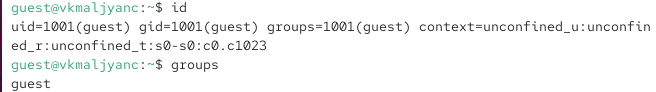 guest@vkmaljyanc:~$ id
uid=1001(guest) gid=1001(guest) groups=1001(guest) context=unconfined_u:unconfin
ed_r:unconfined_t:s0-s0:c0.c1023
guest@vkmaljyanc:~$ groups
guest